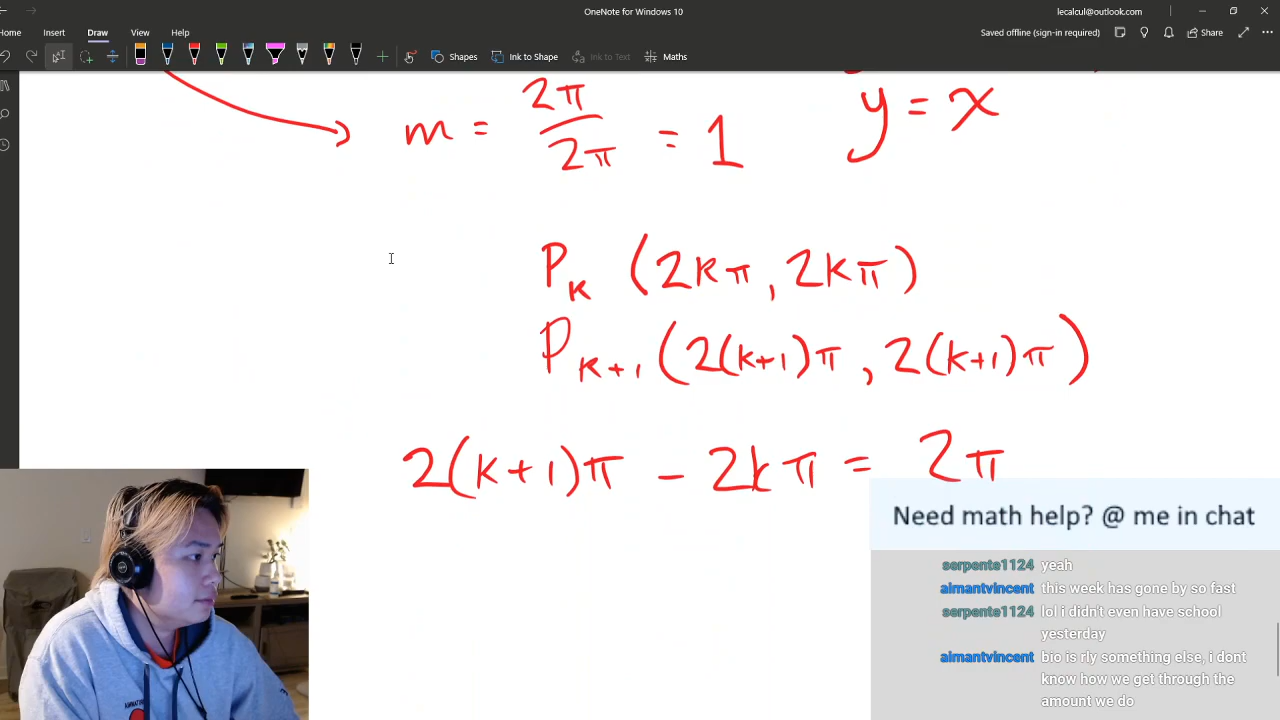 OneNote for Windows 10
lecalcul@outlook.com
Home Insert Draw View Help
Saved offline (sign-in required)
Share
Shapes
Ink to Shape
Ink to Text
Maths
m = 2π/2π = 1
y = x
P_k (2kπ, 2kπ)
P_k+1 (2(k+1)π, 2(k+1)π)
2(k+1)π - 2kπ = 2π
Need math help? @ me in chat
serpente1124 yeah
aimantvincent this week has gone by so fast
serpente1124 lol i didn't even have school
yesterday
aimantvincent bio is rly something else, i dont
know how we get through the
amount we do